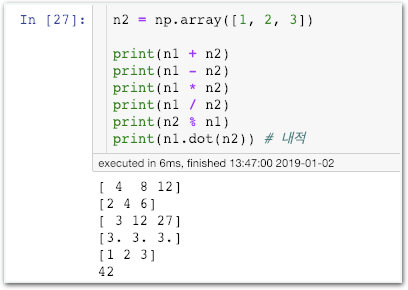 In [27]: n2 = np.array([1, 2, 3])
print(n1 + n2)
print(n1 - n2)
print(n1 * n2)
print(n1 / n2)
print(n2 % n1)
print(n1.dot(n2)) # 내적
executed in 6ms, finished 13:47:00 2019-01-02
[ 4  8 12]
[2 4 6]
[ 3 12 27]
[3. 3. 3.]
[1 2 3]
42